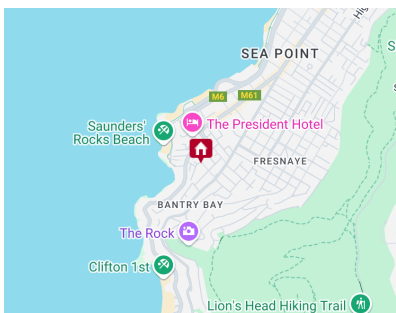 Hig
SEA POINT
S
M6
M61
Saunders'
Rocks Beach
The President Hotel
FRESNAYE
BANTRY BAY
The Rock
Clifton 1st
Lion's Head Hiking Trail